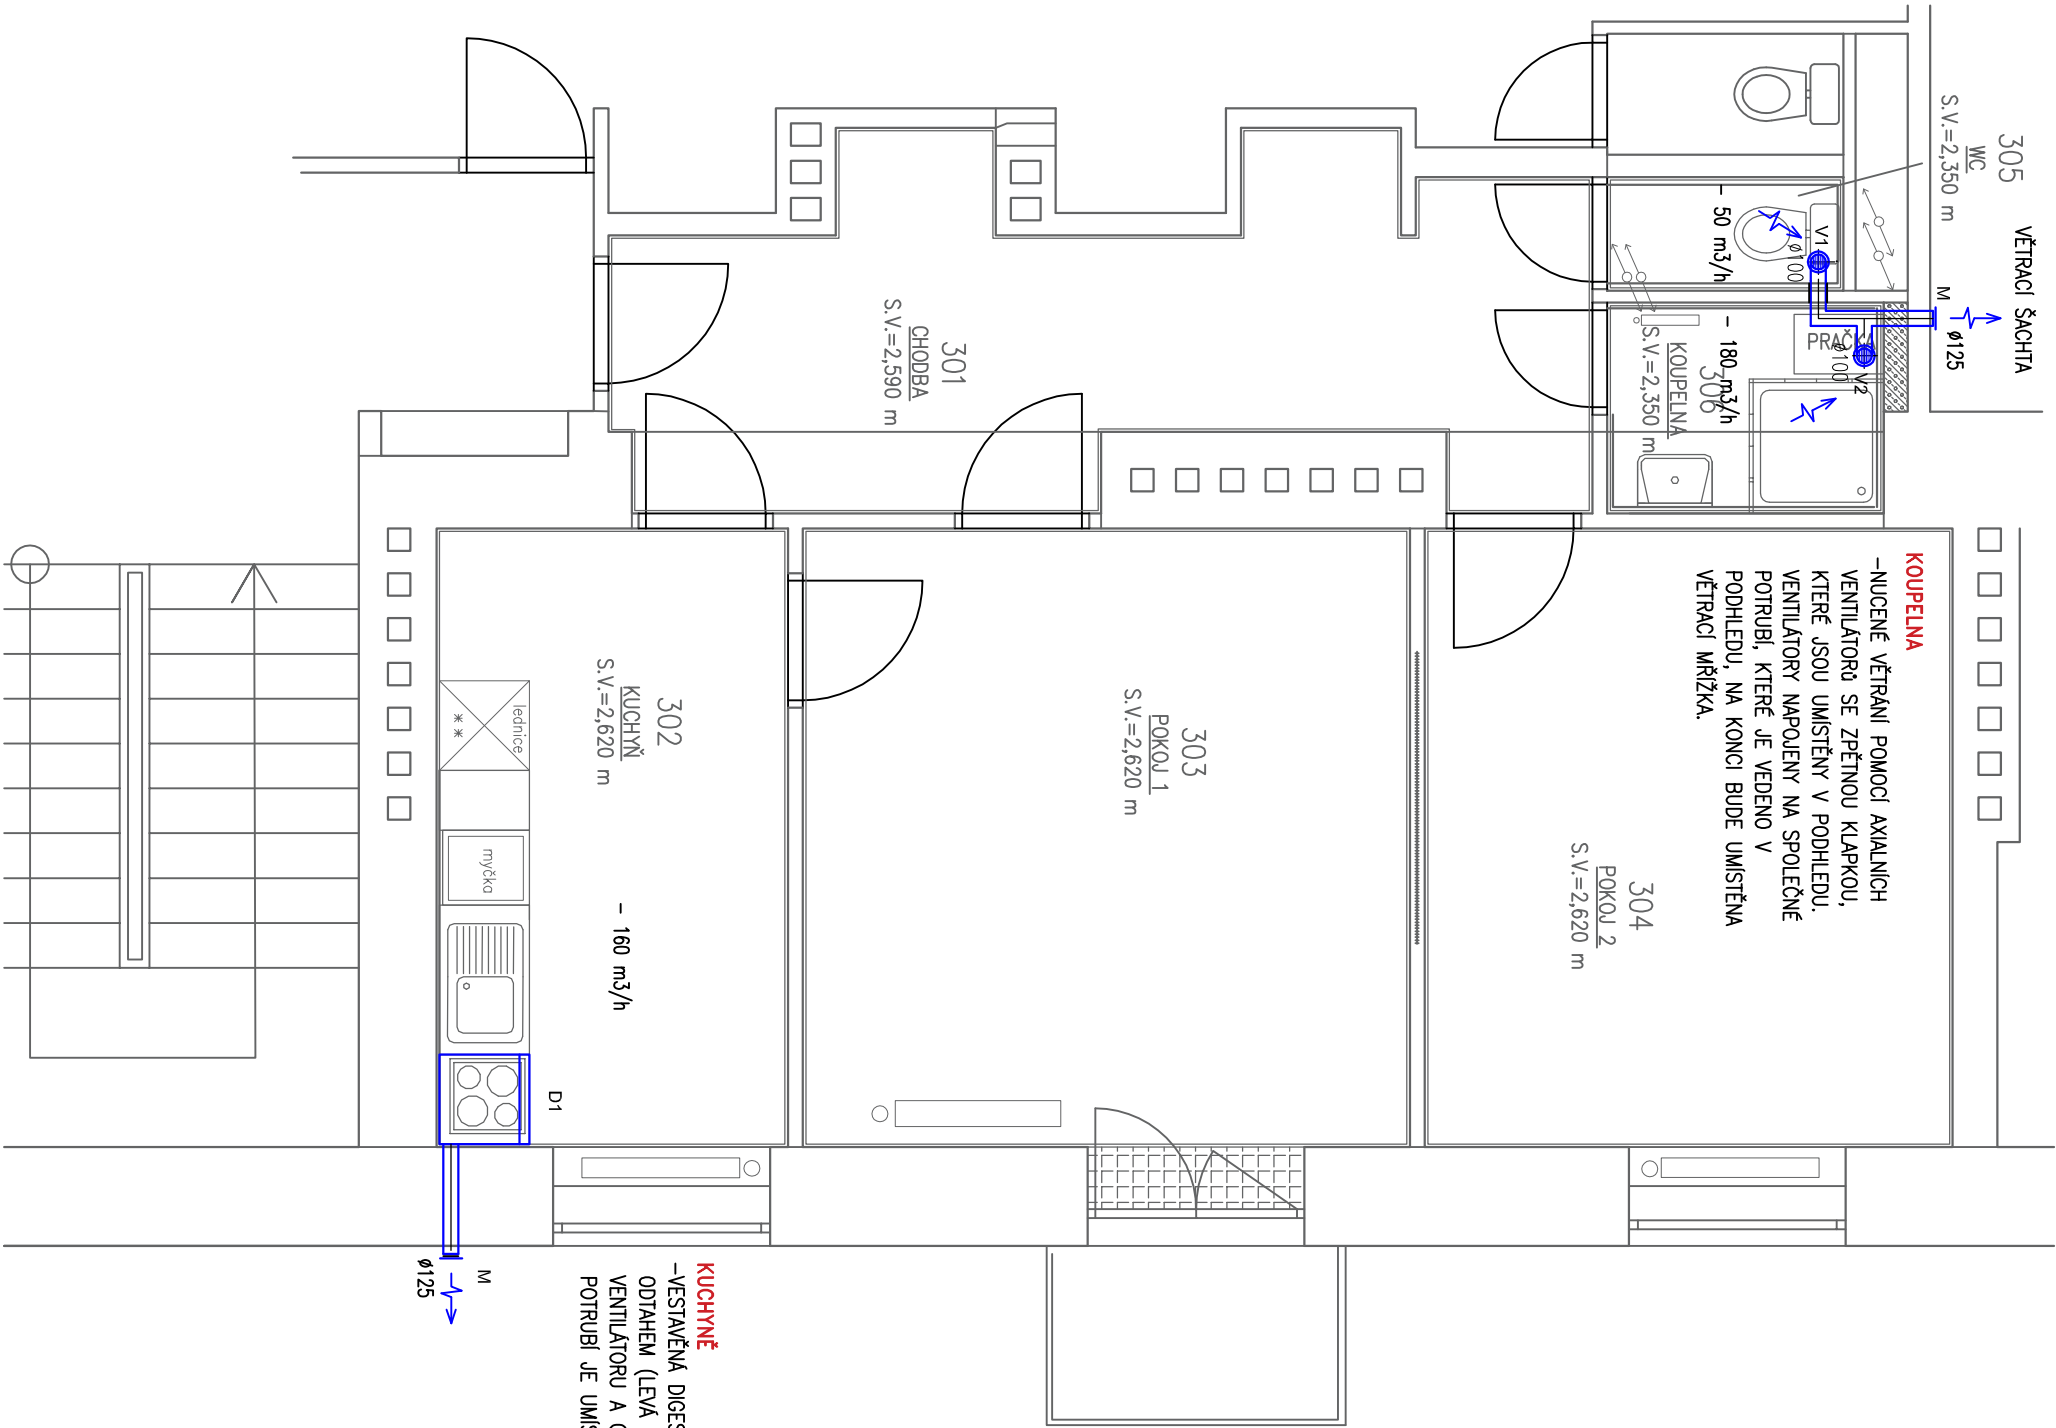 305
WC
S.V.=2,350 m
VĚTRACÍ ŠACHTA
M
ø125
V1
ø100
- 50 m3/h
PRAČKA
ø100
V2
- 180 m3/h
306
KOUPELNA
S.V.=2,350 m
301
CHODBA
S.V.=2,590 m
KOUPELNA
-NUCENÉ VĚTRÁNÍ POMOCÍ AXIALNÍCH
VENTILÁTORů SE ZPĚTNOU KLAPKOU,
KTERÉ JSOU UMÍSTĚNY V PODHLEDU.
VENTILÁTORY NAPOJENY NA SPOLEČNÉ
POTRUBÍ, KTERÉ JE VEDENO V
PODHLEDU, NA KONCI BUDE UMÍSTĚNA
VĚTRACÍ MŘÍŽKA.
304
POKOJ 2
S.V.=2,620 m
303
POKOJ 1
S.V.=2,620 m
302
KUCHYŇ
S.V.=2,620 m
lednice
**
myčka
- 160 m3/h
D1
M
ø125
KUCHYNĚ
-VESTAVĚNÁ DIGES
ODTAHEM (LEVÁ
VENTILÁTORU A
POTRUBÍ JE UMÍS